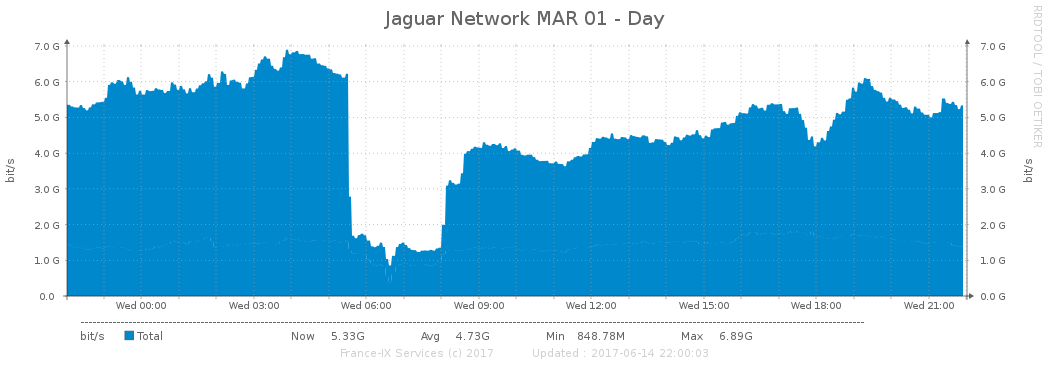 Jaguar Network MAR 01 - Day
RRDTOOL / TOBI OETIKER
7.0 G 7.0 G
6.0 G 6.0 G
5.0 G 5.0 G
4.0 G 4.0 G
3.0 G 3.0 G
2.0 G 2.0 G
1.0 G 1.0 G
0.0 0.0 G
bit/s bit/s
Wed 00:00 Wed 03:00 Wed 06:00 Wed 09:00 Wed 12:00 Wed 15:00 Wed 18:00 Wed 21:00
bit/s Total Now 5.33G Avg 4.73G Min 848.78M Max 6.89G
France-IX Services (c) 2017 Updated : 2017-06-14 22:00:03